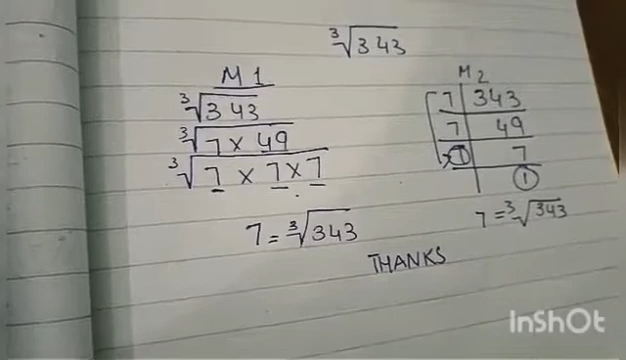 ∛343
M 1
∛343
∛7 × 49
∛7 × 7 × 7
7 = ∛343
M 2
7 | 343
7 | 49
7 | 7
| 1
7 = ∛343
THANKS
InShOt